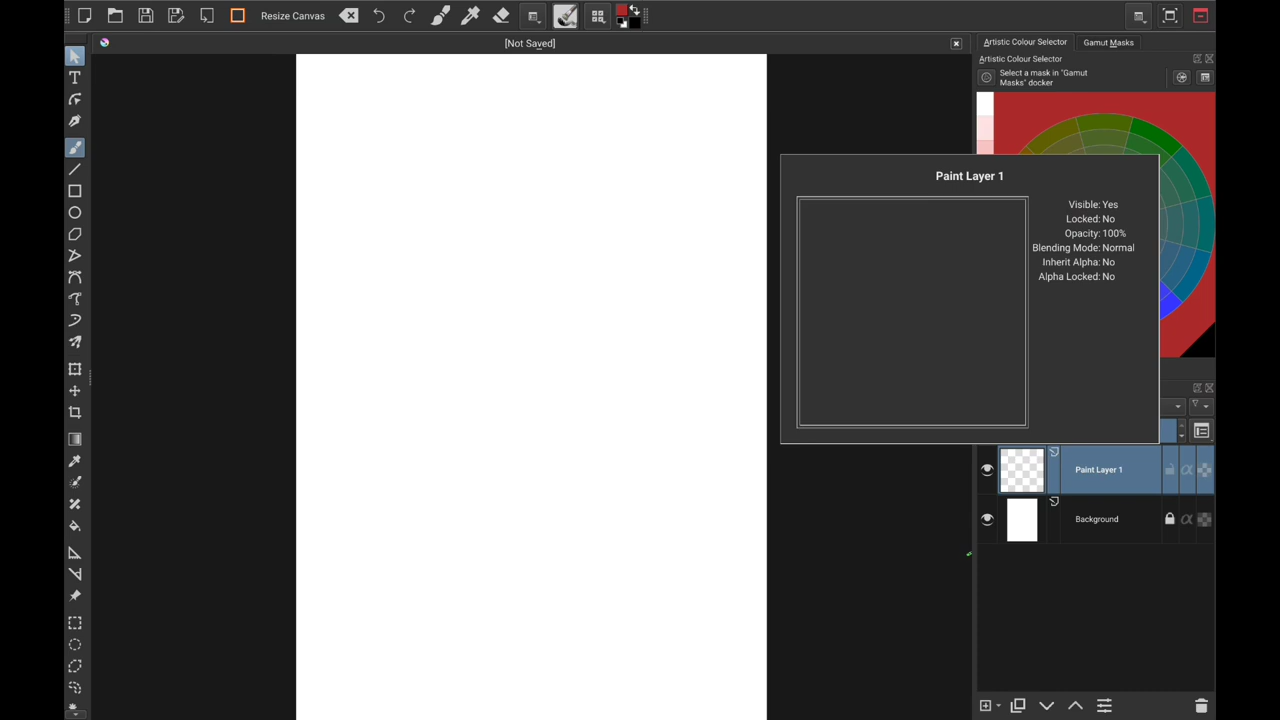 Resize Canvas
[Not Saved]
Artistic Colour Selector
Gamut Masks
Artistic Colour Selector
Select a mask in "Gamut
Masks" docker
Paint Layer 1
Visible: Yes
Locked: No
Opacity: 100%
Blending Mode: Normal
Inherit Alpha: No
Alpha Locked: No
Paint Layer 1
Background